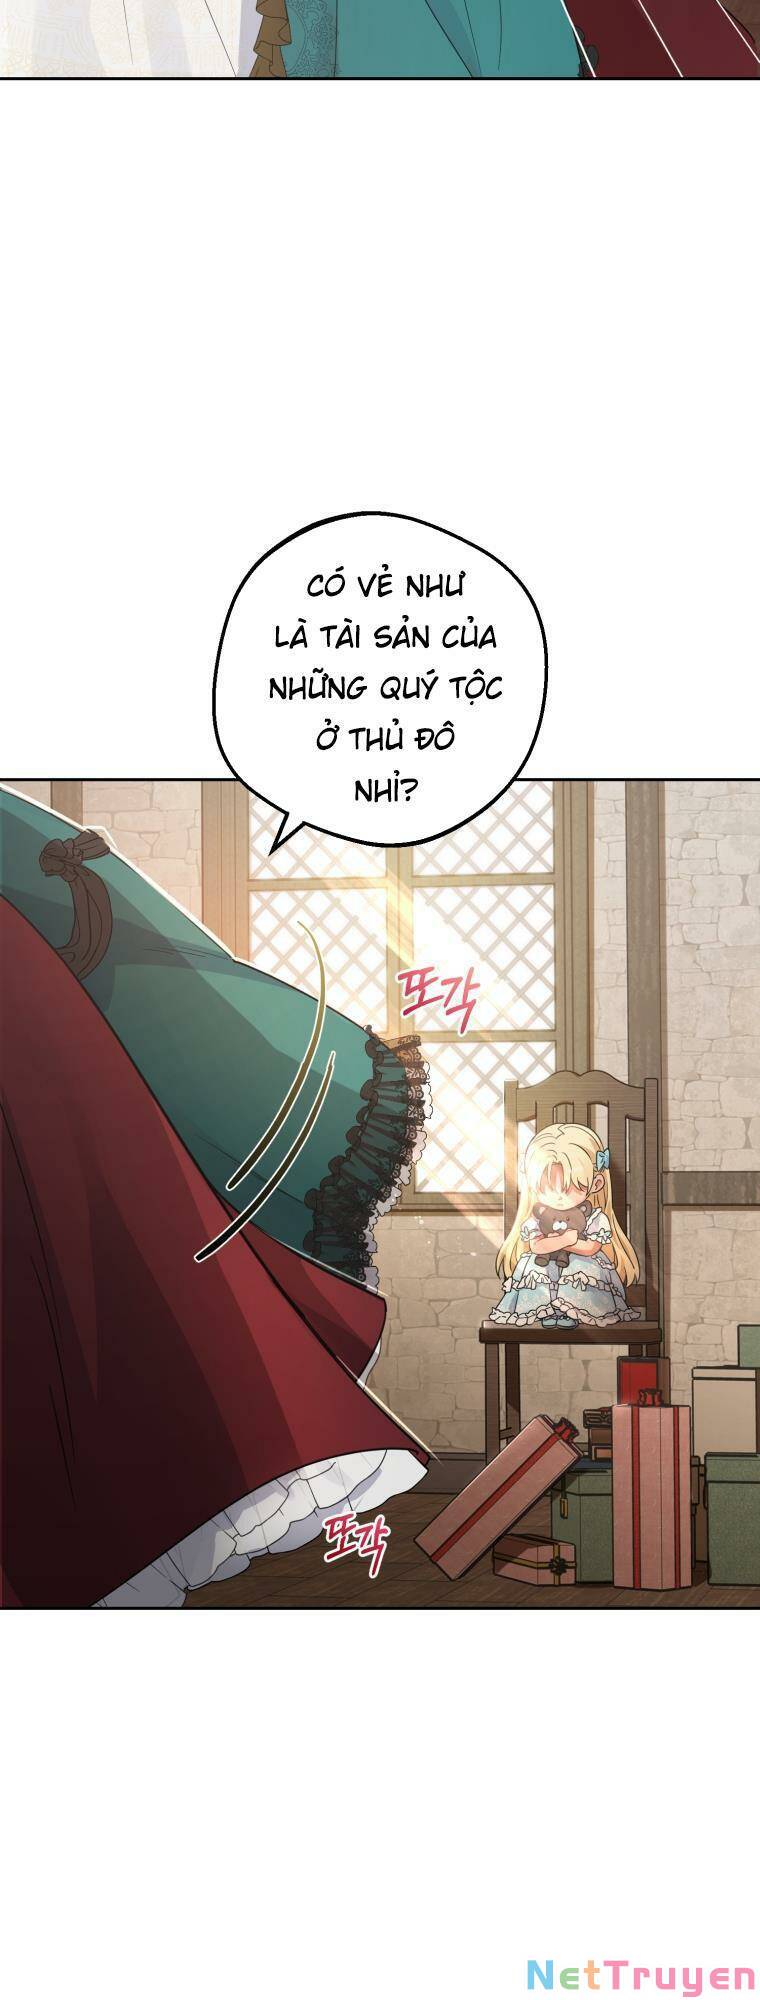 CÓ VẺ NHƯ
LÀ TÀI SẢN CỦA
NHỮNG QUÝ TỘC
Ở THỦ ĐÔ
NHỈ?
또각
또각
NetTruyen